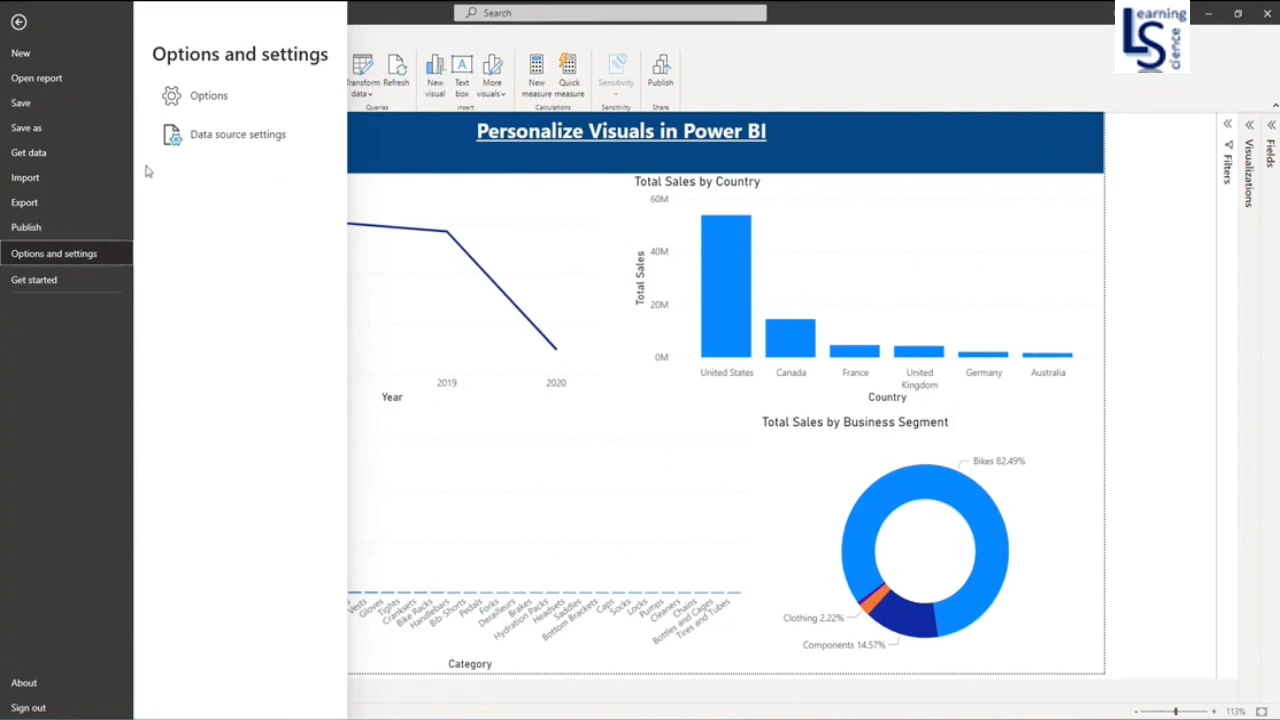 Search
Learning Science
New
Open report
Save
Save as
Get data
Import
Export
Publish
Options and settings
Get started
About
Sign out
Options and settings
Options
Data source settings
Transform data
Refresh
Queries
New visual
Text box
More visuals
Insert
New measure
Quick measure
Calculations
Sensitivity
Sensitivity
Publish
Share
Personalize Visuals in Power BI
2019
2020
Year
Total Sales by Country
Total Sales
60M
40M
20M
0M
United States
Canada
France
United Kingdom
Germany
Australia
Country
Vests
Gloves
Tights
Cranksets
Bike Racks
Handlebars
Bib-Shorts
Pedals
Forks
Derailleurs
Brakes
Hydration Packs
Headsets
Saddles
Bottom Brackets
Caps
Socks
Locks
Pumps
Cleaners
Chains
Bottles and Cages
Tires and Tubes
Category
Total Sales by Business Segment
Bikes 82.49%
Clothing 2.22%
Components 14.57%
Filters
Visualizations
Fields
113%